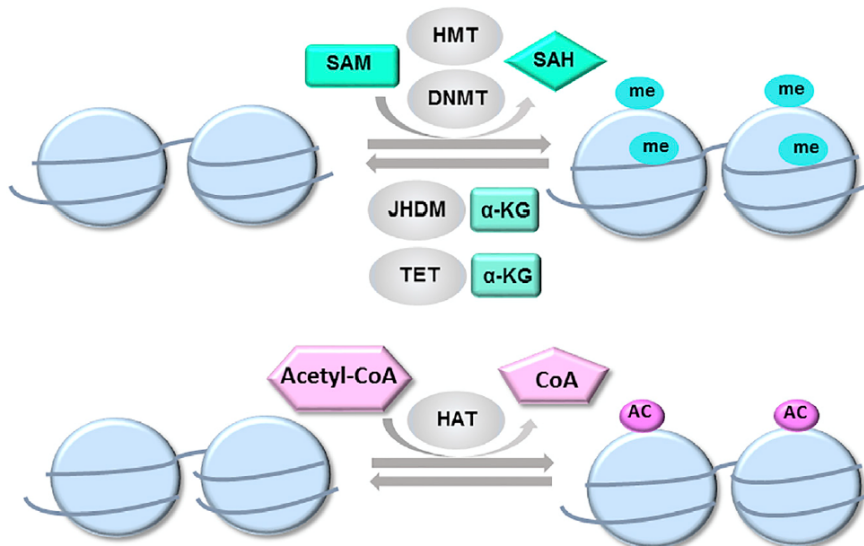 HMT
SAM
SAH
DNMT
me
me
me
me
JHDM
α-KG
TET
α-KG
Acetyl-CoA
CoA
HAT
AC
AC